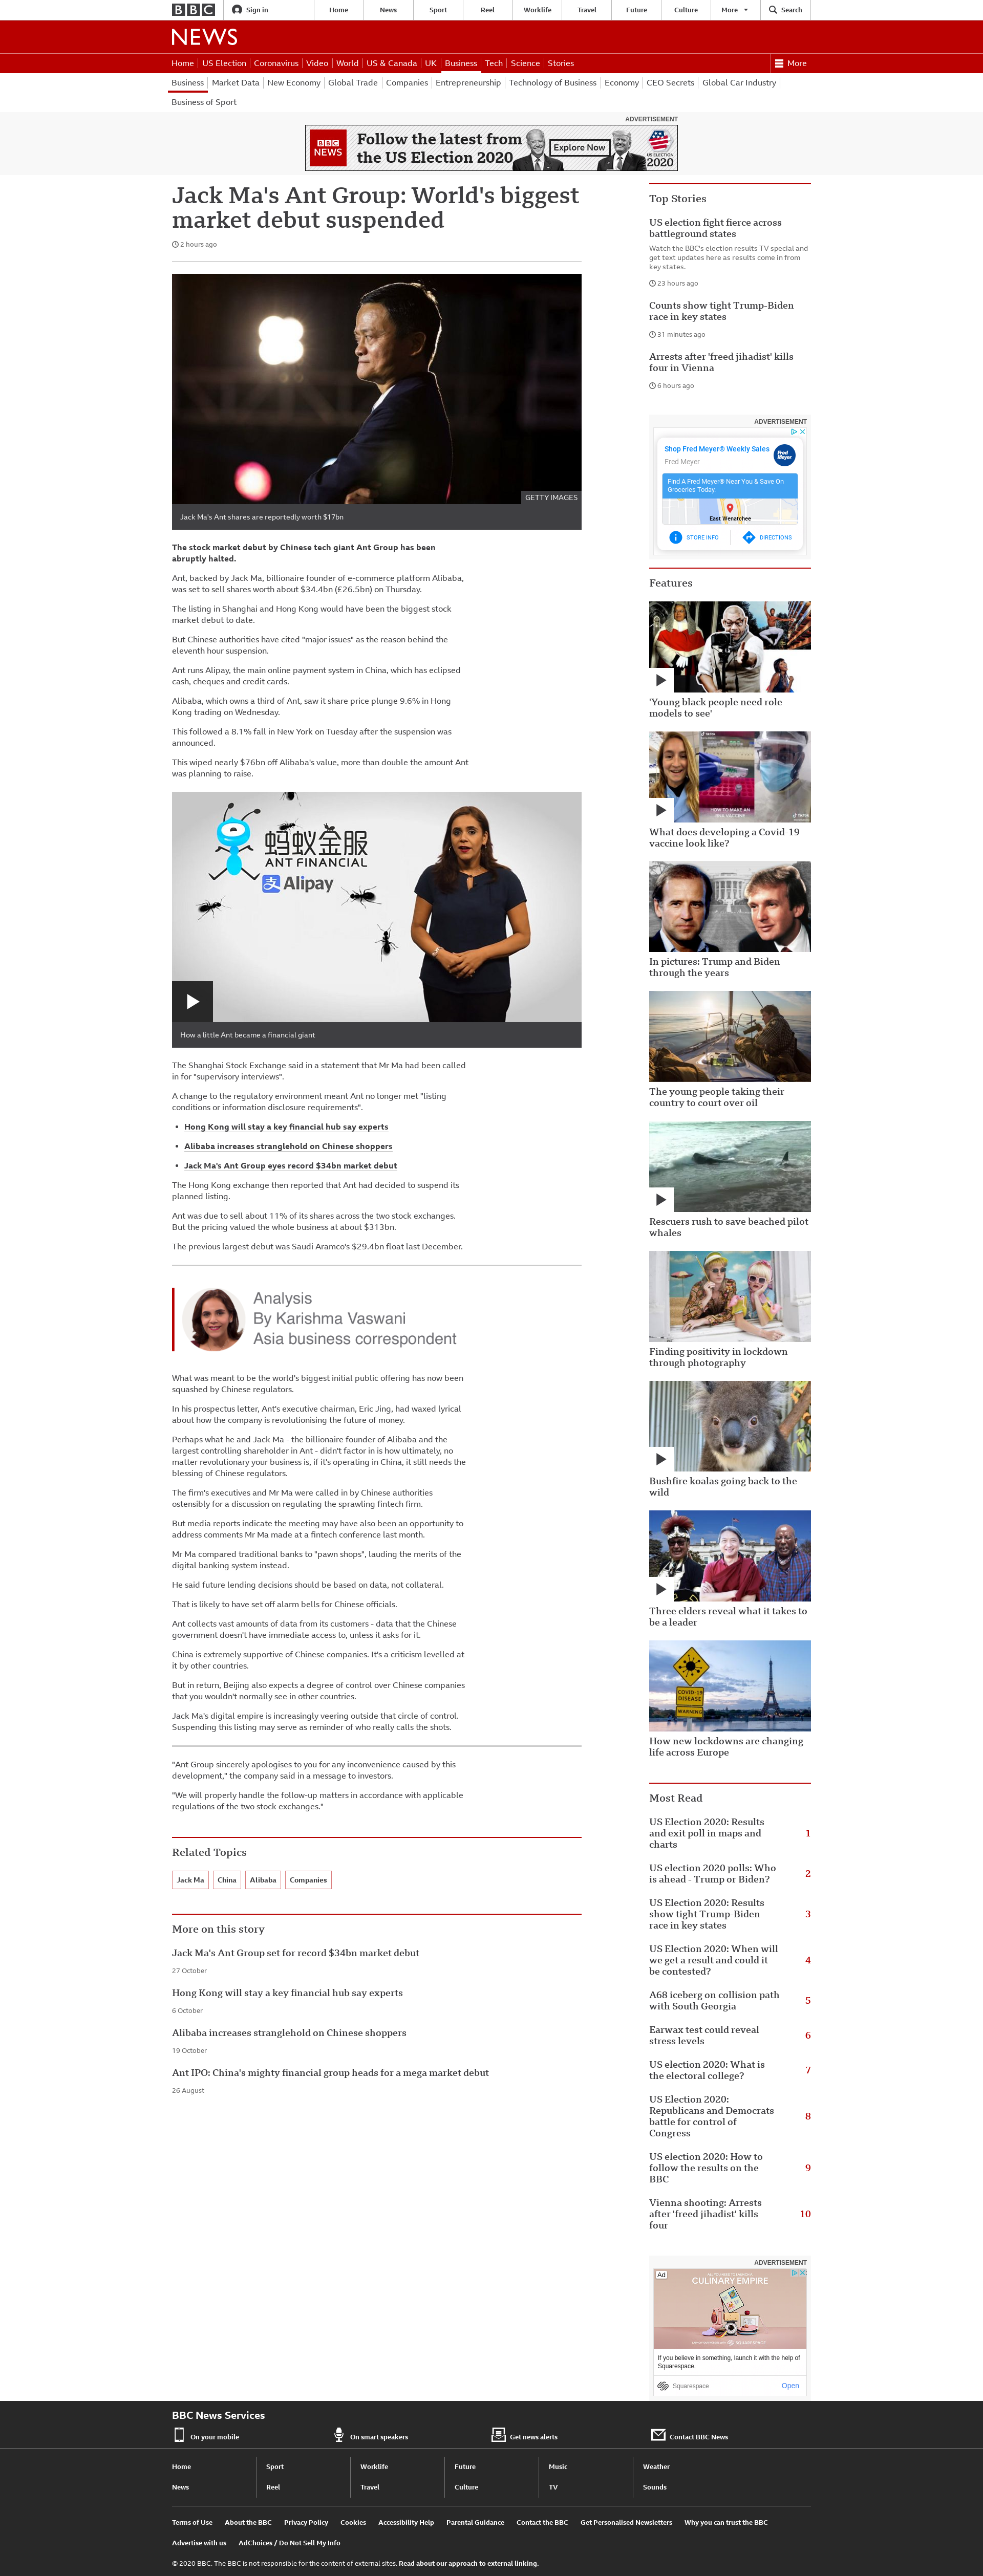 BBC
Sign in
Home
News
Sport
Reel
Worklife
Travel
Future
Culture
More
Search
NEWS
Home
US Election
Coronavirus
Video
World
US & Canada
UK
Business
Tech
Science
Stories
More
Business
Market Data
New Economy
Global Trade
Companies
Entrepreneurship
Technology of Business
Economy
CEO Secrets
Global Car Industry
Business of Sport
ADVERTISEMENT
BBC
NEWS
Follow the latest from
the US Election 2020
Explore Now
US ELECTION
2020
Jack Ma's Ant Group: World's biggest
market debut suspended
2 hours ago
GETTY IMAGES
Jack Ma's Ant shares are reportedly worth $17bn
The stock market debut by Chinese tech giant Ant Group has been
abruptly halted.
Ant, backed by Jack Ma, billionaire founder of e-commerce platform Alibaba,
was set to sell shares worth about $34.4bn (£26.5bn) on Thursday.
The listing in Shanghai and Hong Kong would have been the biggest stock
market debut to date.
But Chinese authorities have cited "major issues" as the reason behind the
eleventh hour suspension.
Ant runs Alipay, the main online payment system in China, which has eclipsed
cash, cheques and credit cards.
Alibaba, which owns a third of Ant, saw it share price plunge 9.6% in Hong
Kong trading on Wednesday.
This followed a 8.1% fall in New York on Tuesday after the suspension was
announced.
This wiped nearly $76bn off Alibaba's value, more than double the amount Ant
was planning to raise.
蚂蚁金服
ANT FINANCIAL
支 Alipay
How a little Ant became a financial giant
The Shanghai Stock Exchange said in a statement that Mr Ma had been called
in for "supervisory interviews".
A change to the regulatory environment meant Ant no longer met "listing
conditions or information disclosure requirements".
• Hong Kong will stay a key financial hub say experts
• Alibaba increases stranglehold on Chinese shoppers
• Jack Ma's Ant Group eyes record $34bn market debut
The Hong Kong exchange then reported that Ant had decided to suspend its
planned listing.
Ant was due to sell about 11% of its shares across the two stock exchanges.
But the pricing valued the whole business at about $313bn.
The previous largest debut was Saudi Aramco's $29.4bn float last December.
Analysis
By Karishma Vaswani
Asia business correspondent
What was meant to be the world's biggest initial public offering has now been
squashed by Chinese regulators.
In his prospectus letter, Ant's executive chairman, Eric Jing, had waxed lyrical
about how the company is revolutionising the future of money.
Perhaps what he and Jack Ma - the billionaire founder of Alibaba and the
largest controlling shareholder in Ant - didn't factor in is how ultimately, no
matter revolutionary your business is, if it's operating in China, it still needs the
blessing of Chinese regulators.
The firm's executives and Mr Ma were called in by Chinese authorities
ostensibly for a discussion on regulating the sprawling fintech firm.
But media reports indicate the meeting may have also been an opportunity to
address comments Mr Ma made at a fintech conference last month.
Mr Ma compared traditional banks to "pawn shops", lauding the merits of the
digital banking system instead.
He said future lending decisions should be based on data, not collateral.
That is likely to have set off alarm bells for Chinese officials.
Ant collects vast amounts of data from its customers - data that the Chinese
government doesn't have immediate access to, unless it asks for it.
China is extremely supportive of Chinese companies. It's a criticism levelled at
it by other countries.
But in return, Beijing also expects a degree of control over Chinese companies
that you wouldn't normally see in other countries.
Jack Ma's digital empire is increasingly veering outside that circle of control.
Suspending this listing may serve as reminder of who really calls the shots.
"Ant Group sincerely apologises to you for any inconvenience caused by this
development," the company said in a message to investors.
"We will properly handle the follow-up matters in accordance with applicable
regulations of the two stock exchanges."
Related Topics
Jack Ma
China
Alibaba
Companies
More on this story
Jack Ma's Ant Group set for record $34bn market debut
27 October
Hong Kong will stay a key financial hub say experts
6 October
Alibaba increases stranglehold on Chinese shoppers
19 October
Ant IPO: China's mighty financial group heads for a mega market debut
26 August
Top Stories
US election fight fierce across
battleground states
Watch the BBC's election results TV special and
get text updates here as results come in from
key states.
23 hours ago
Counts show tight Trump-Biden
race in key states
31 minutes ago
Arrests after 'freed jihadist' kills
four in Vienna
6 hours ago
ADVERTISEMENT
Shop Fred Meyer® Weekly Sales
Fred Meyer
Fred Meyer
Find A Fred Meyer® Near You & Save On
Groceries Today.
East Wenatchee
STORE INFO
DIRECTIONS
Features
'Young black people need role
models to see'
TikTok
HOW TO MAKE AN
RNA VACCINE
TikTok
What does developing a Covid-19
vaccine look like?
In pictures: Trump and Biden
through the years
The young people taking their
country to court over oil
Rescuers rush to save beached pilot
whales
Finding positivity in lockdown
through photography
Bushfire koalas going back to the
wild
Three elders reveal what it takes to
be a leader
COVID-19
DISEASE
WARNING
How new lockdowns are changing
life across Europe
Most Read
US Election 2020: Results
and exit poll in maps and
charts
1
US election 2020 polls: Who
is ahead - Trump or Biden?
2
US Election 2020: Results
show tight Trump-Biden
race in key states
3
US Election 2020: When will
we get a result and could it
be contested?
4
A68 iceberg on collision path
with South Georgia
5
Earwax test could reveal
stress levels
6
US election 2020: What is
the electoral college?
7
US Election 2020:
Republicans and Democrats
battle for control of
Congress
8
US election 2020: How to
follow the results on the
BBC
9
Vienna shooting: Arrests
after 'freed jihadist' kills
four
10
ADVERTISEMENT
Ad
CULINARY EMPIRE
SQUARESPACE
If you believe in something, launch it with the help of
Squarespace.
Squarespace
Open
BBC News Services
On your mobile
On smart speakers
Get news alerts
Contact BBC News
Home
Sport
Worklife
Future
Music
Weather
News
Reel
Travel
Culture
TV
Sounds
Terms of Use
About the BBC
Privacy Policy
Cookies
Accessibility Help
Parental Guidance
Contact the BBC
Get Personalised Newsletters
Why you can trust the BBC
Advertise with us
AdChoices / Do Not Sell My Info
© 2020 BBC. The BBC is not responsible for the content of external sites. Read about our approach to external linking.